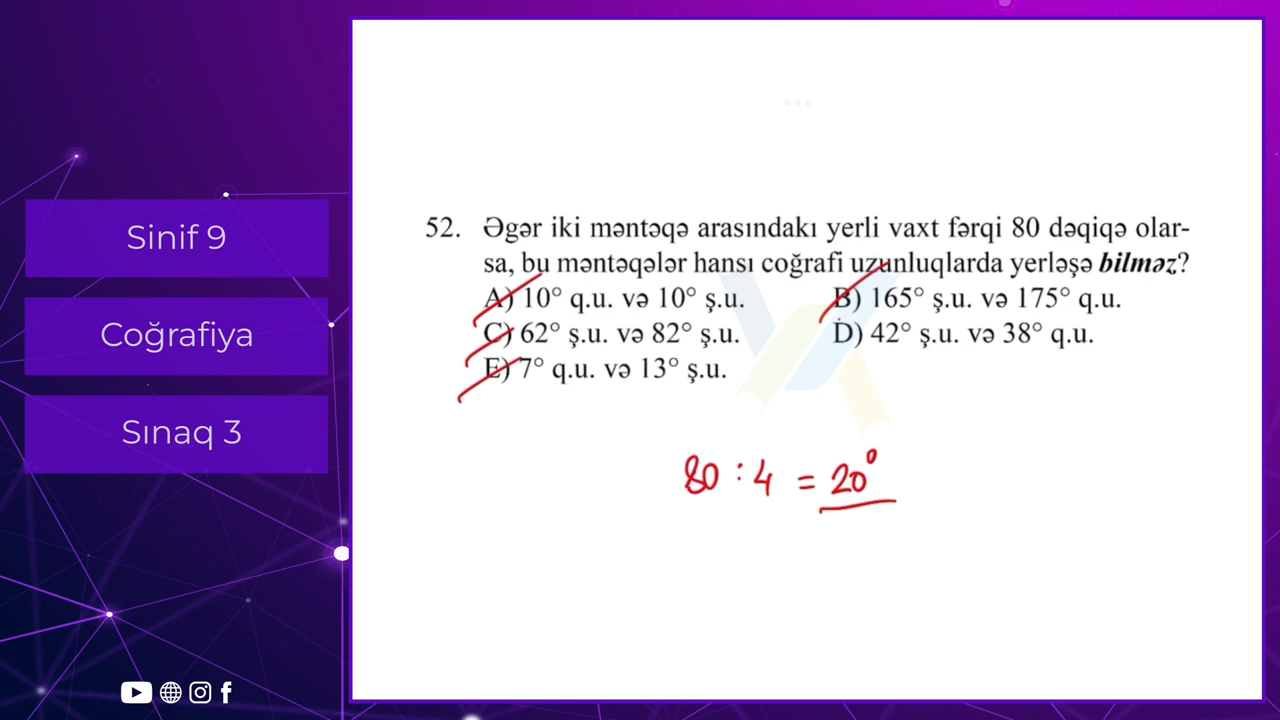 Sinif 9
Coğrafiya
Sınaq 3
52. Əgər iki məntəqə arasındakı yerli vaxt fərqi 80 dəqiqə olar-
sa, bu məntəqələr hansı coğrafi uzunluqlarda yerləşə bilməz?
A) 10° q.u. və 10° ş.u. B) 165° ş.u. və 175° q.u.
C) 62° ş.u. və 82° ş.u. D) 42° ş.u. və 38° q.u.
E) 7° q.u. və 13° ş.u.
80 : 4 = 20°